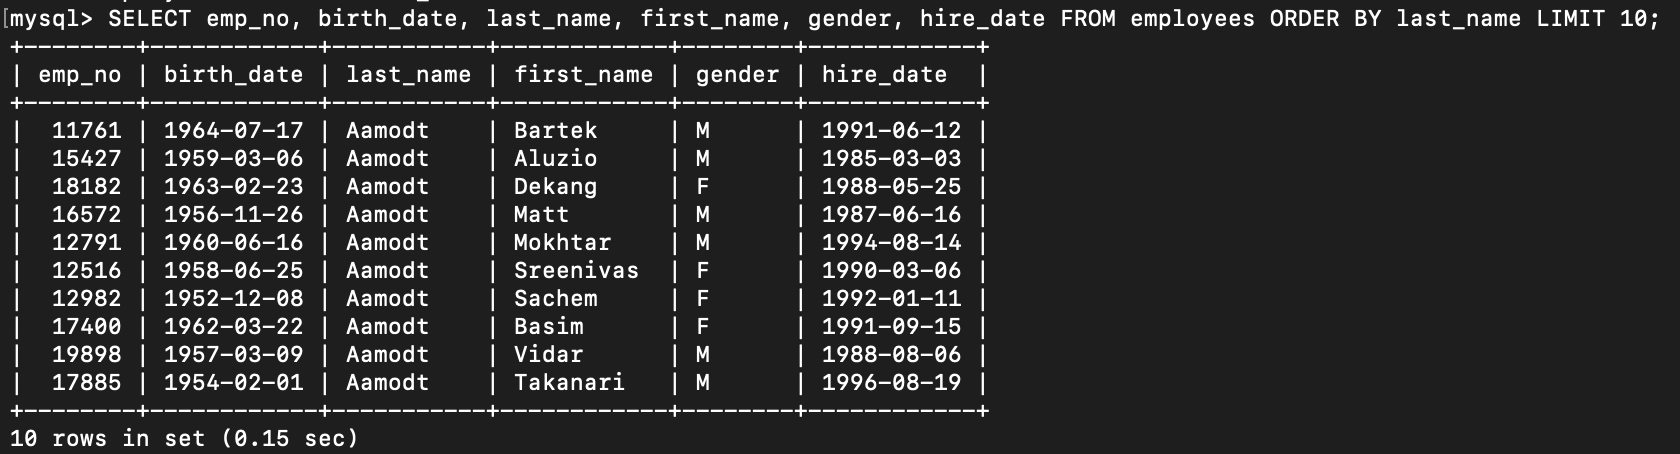 mysql> SELECT emp_no, birth_date, last_name, first_name, gender, hire_date FROM employees ORDER BY last_name LIMIT 10;
+--------+------------+-----------+------------+--------+------------+
| emp_no | birth_date | last_name | first_name | gender | hire_date  |
+--------+------------+-----------+------------+--------+------------+
|  11761 | 1964-07-17 | Aamodt    | Bartek     | M      | 1991-06-12 |
|  15427 | 1959-03-06 | Aamodt    | Aluzio     | M      | 1985-03-03 |
|  18182 | 1963-02-23 | Aamodt    | Dekang     | F      | 1988-05-25 |
|  16572 | 1956-11-26 | Aamodt    | Matt       | M      | 1987-06-16 |
|  12791 | 1960-06-16 | Aamodt    | Mokhtar    | M      | 1994-08-14 |
|  12516 | 1958-06-25 | Aamodt    | Sreenivas  | F      | 1990-03-06 |
|  12982 | 1952-12-08 | Aamodt    | Sachem     | F      | 1992-01-11 |
|  17400 | 1962-03-22 | Aamodt    | Basim      | F      | 1991-09-15 |
|  19898 | 1957-03-09 | Aamodt    | Vidar      | M      | 1988-08-06 |
|  17885 | 1954-02-01 | Aamodt    | Takanari   | M      | 1996-08-19 |
+--------+------------+-----------+------------+--------+------------+
10 rows in set (0.15 sec)